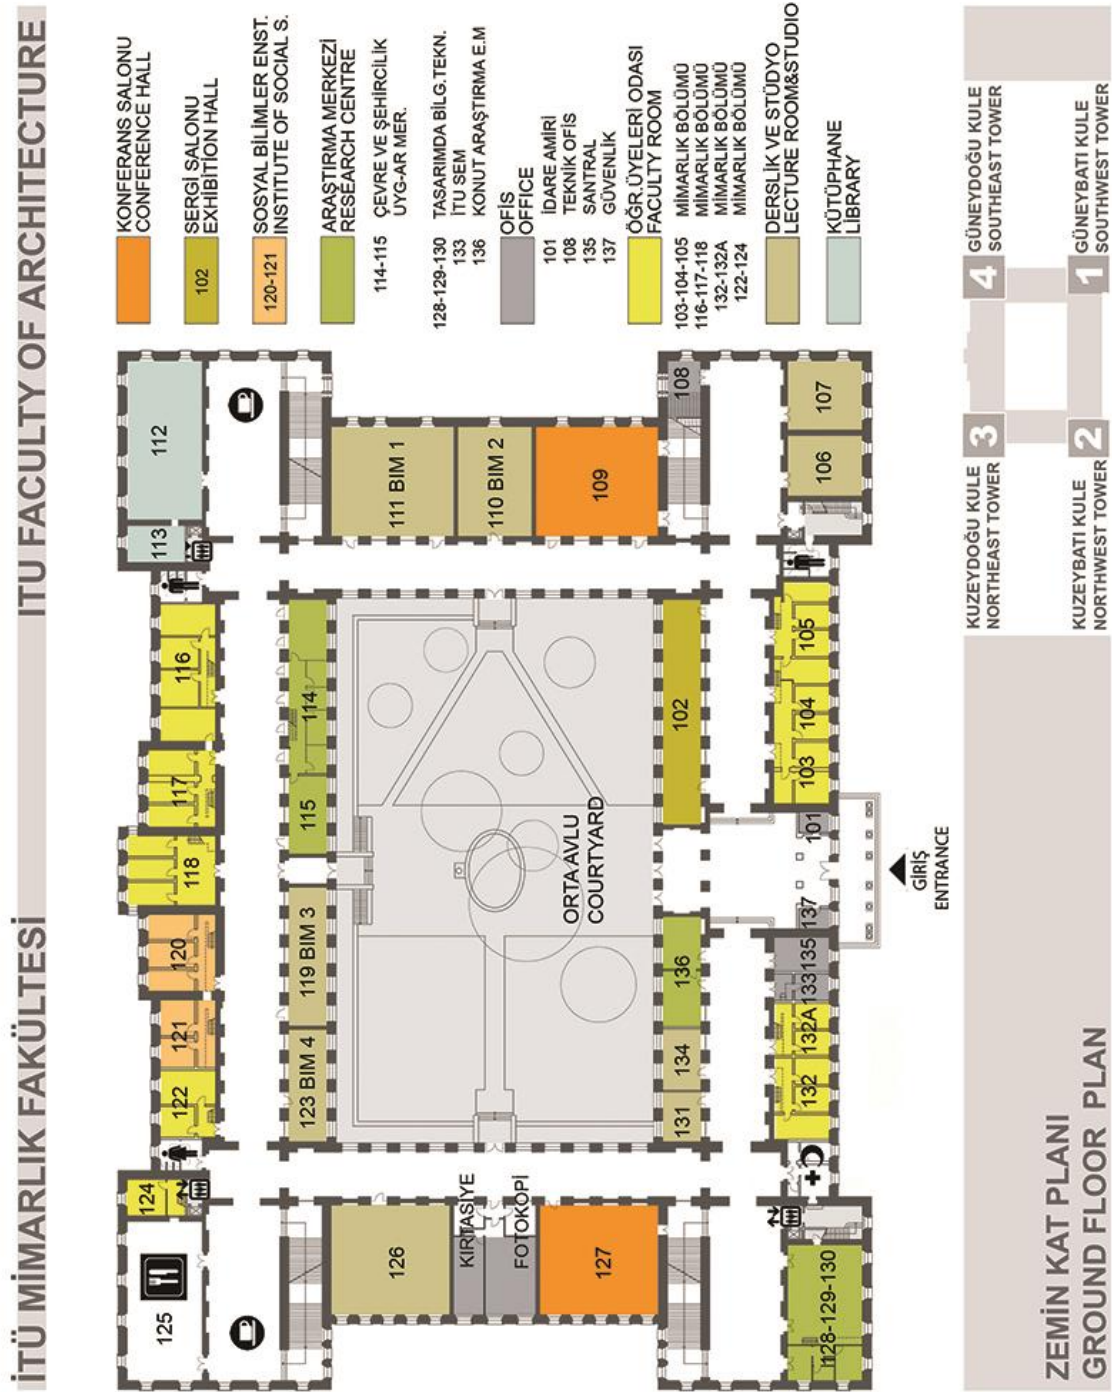 İTÜ MİMARLIK FAKÜLTESİ
ITU FACULTY OF ARCHITECTURE
KONFERANS SALONU
CONFERENCE HALL
102
SERGİ SALONU
EXHIBITION HALL
120-121
SOSYAL BİLİMLER ENST.
INSTITUTE OF SOCIAL S.
ARAŞTIRMA MERKEZİ
RESEARCH CENTRE
114-115 ÇEVRE VE ŞEHİRCİLİK
UYG-AR MER.
128-129-130 TASARIMDA BİLG.TEKN.
133 İTU SEM
136 KONUT ARAŞTIRMA E.M
OFİS
OFFICE
101 İDARE AMİRİ
108 TEKNİK OFİS
135 SANTRAL
137 GÜVENLİK
ÖĞR.ÜYELERİ ODASI
FACULTY ROOM
103-104-105 MİMARLIK BÖLÜMÜ
116-117-118 MİMARLIK BÖLÜMÜ
132-132A MİMARLIK BÖLÜMÜ
122-124 MİMARLIK BÖLÜMÜ
DERSLİK VE STÜDYO
LECTURE ROOM&STUDIO
KÜTÜPHANE
LIBRARY
125
124
122
121
120
118
117
116
113
112
123 BIM 4
119 BIM 3
115
114
126
KIRTASİYE
FOTOKOPİ
127
ORTA AVLU
COURTYARD
111 BIM 1
110 BIM 2
109
131
134
136
102
108
128-129-130
132
132A
133
135
137
101
103
104
105
106
107
GİRİŞ
ENTRANCE
ZEMİN KAT PLANI
GROUND FLOOR PLAN
KUZEYDOĞU KULE
NORTHEAST TOWER
3
4
GÜNEYDOĞU KULE
SOUTHEAST TOWER
KUZEYBATI KULE
NORTHWEST TOWER
2
1
GÜNEYBATI KULE
SOUTHWEST TOWER